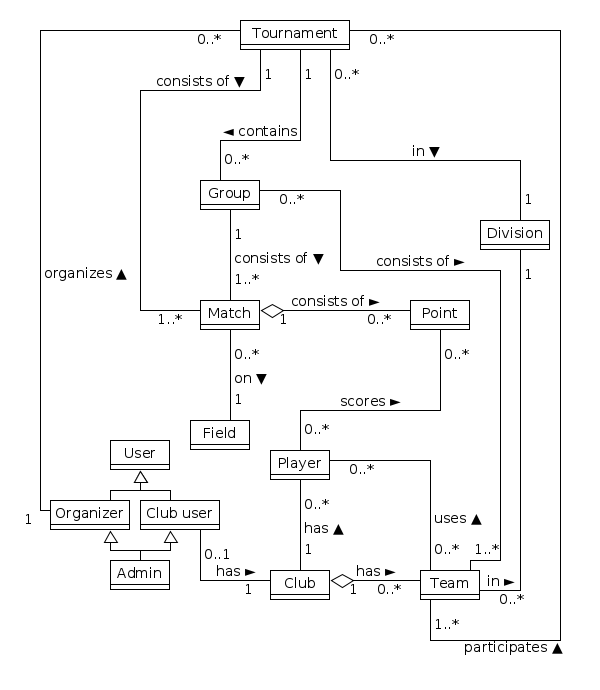 Tournament
0..*
0..*
consists of ▼
1
1
0..*
◄ contains
0..*
in ▼
Group
0..*
1
1
Division
consists of ▼
consists of ►
1
organizes ▲
1..*
consists of ►
Match
Point
1..*
1
0..*
0..*
0..*
on ▼
1
scores ►
0..*
Field
User
Player
0..*
0..*
Organizer
Club user
1
uses ▲
has ▲
0..1
1
0..*
1..*
Admin
has ►
has ►
Club
Team
in ►
1
1
0..*
0..*
1..*
participates ▲